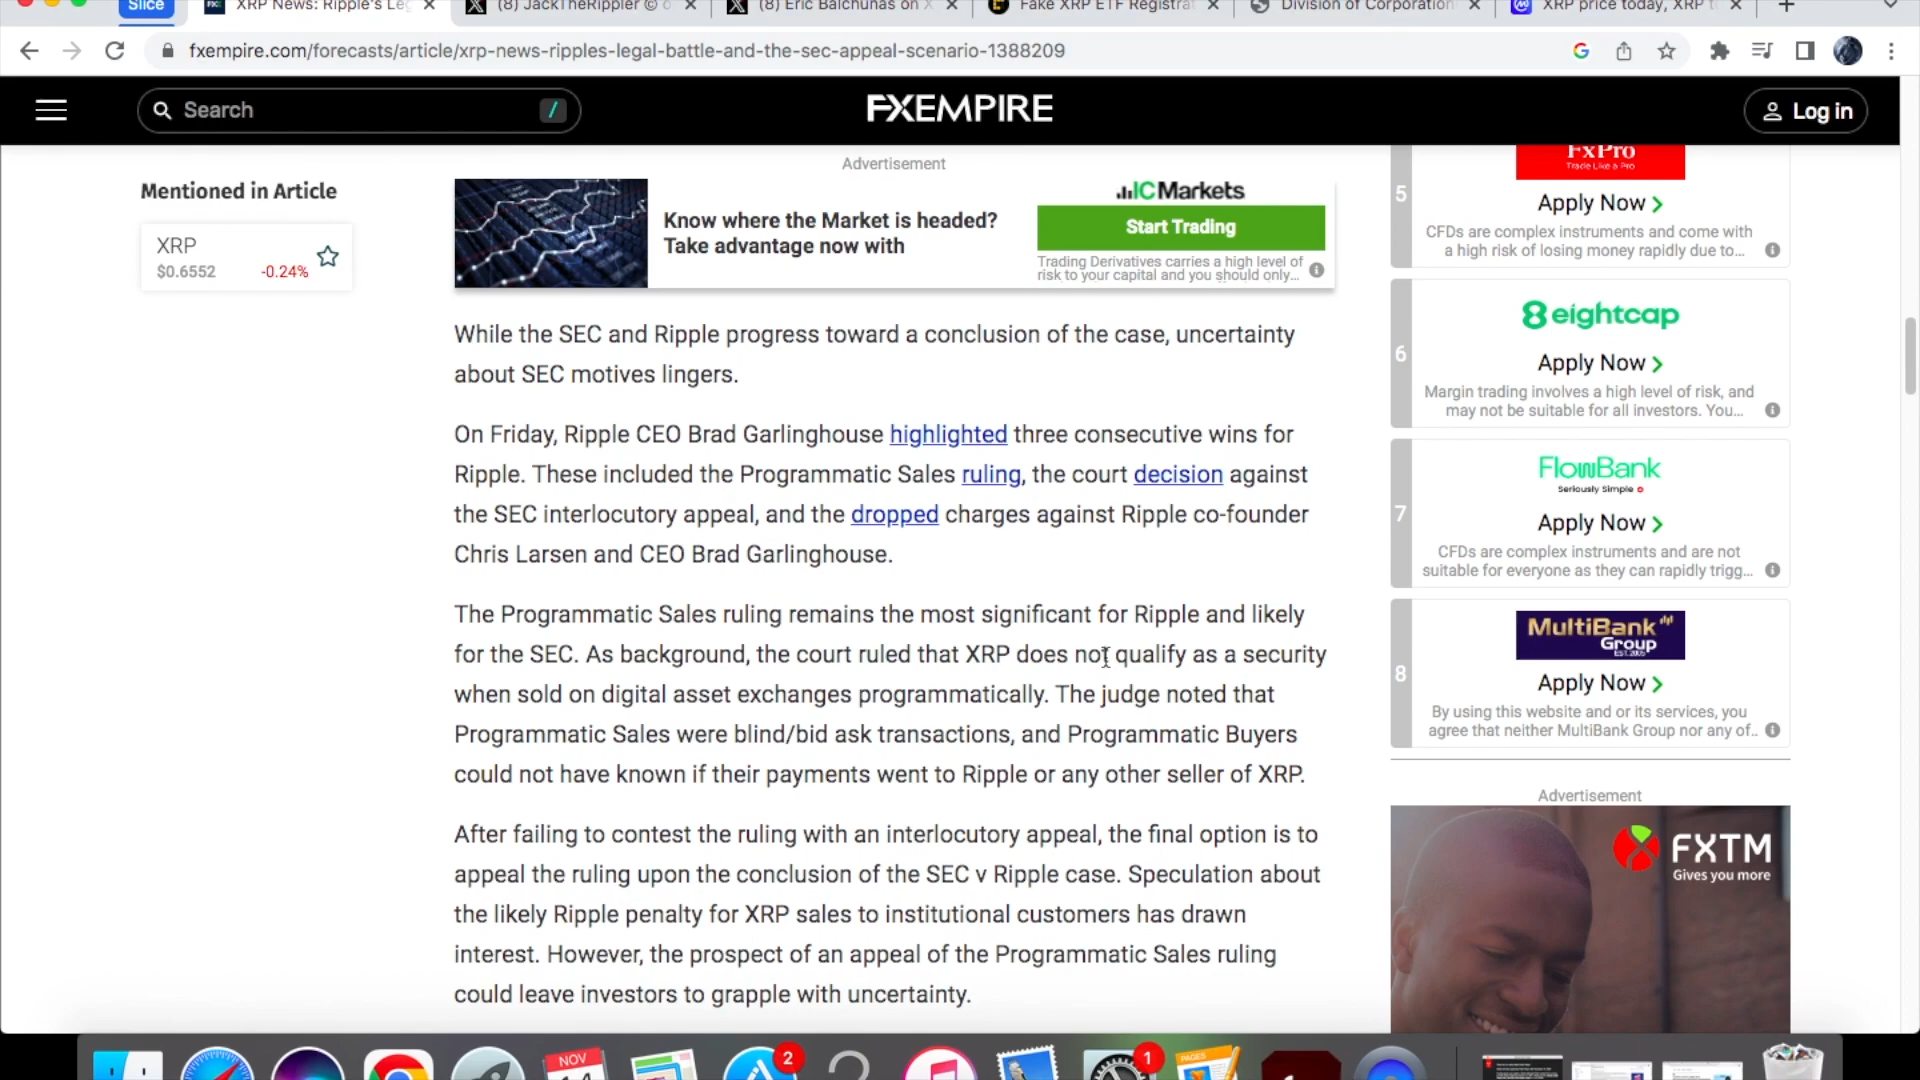 Slice
XRP News: Ripple's Leg
(8) JackTheRippler © o
(8) Eric Balchunas on X
Fake XRP ETF Registrat
Division of Corporation
XRP price today, XRP t
fxempire.com/forecasts/article/xrp-news-ripples-legal-battle-and-the-sec-appeal-scenario-1388209
Search
/
FXEMPIRE
Log in
Mentioned in Article
XRP
$0.6552
-0.24%
Advertisement
Know where the Market is headed?
Take advantage now with
IC Markets
Start Trading
Trading Derivatives carries a high level of
risk to your capital and you should only...
While the SEC and Ripple progress toward a conclusion of the case, uncertainty
about SEC motives lingers.
On Friday, Ripple CEO Brad Garlinghouse highlighted three consecutive wins for
Ripple. These included the Programmatic Sales ruling, the court decision against
the SEC interlocutory appeal, and the dropped charges against Ripple co-founder
Chris Larsen and CEO Brad Garlinghouse.
The Programmatic Sales ruling remains the most significant for Ripple and likely
for the SEC. As background, the court ruled that XRP does not qualify as a security
when sold on digital asset exchanges programmatically. The judge noted that
Programmatic Sales were blind/bid ask transactions, and Programmatic Buyers
could not have known if their payments went to Ripple or any other seller of XRP.
After failing to contest the ruling with an interlocutory appeal, the final option is to
appeal the ruling upon the conclusion of the SEC v Ripple case. Speculation about
the likely Ripple penalty for XRP sales to institutional customers has drawn
interest. However, the prospect of an appeal of the Programmatic Sales ruling
could leave investors to grapple with uncertainty.
5
FxPro
Trade Like a Pro
Apply Now
CFDs are complex instruments and come with
a high risk of losing money rapidly due to...
6
8 eightcap
Apply Now
Margin trading involves a high level of risk, and
may not be suitable for all investors. You...
7
FlowBank
Seriously Simple
Apply Now
CFDs are complex instruments and are not
suitable for everyone as they can rapidly trigg...
8
MultiBank
Group
EST.2005
Apply Now
By using this website and or its services, you
agree that neither MultiBank Group nor any of..
Advertisement
FXTM
Gives you more
NOV
2
1
PAGES